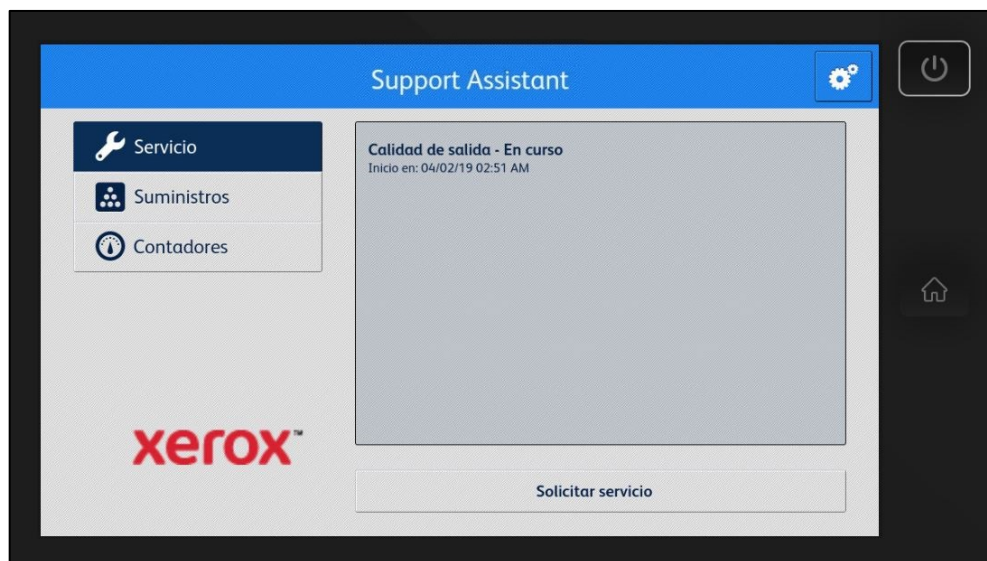 Support Assistant
Servicio
Suministros
Contadores
Calidad de salida - En curso
Inicio en: 04/02/19 02:51 AM
xerox™
Solicitar servicio